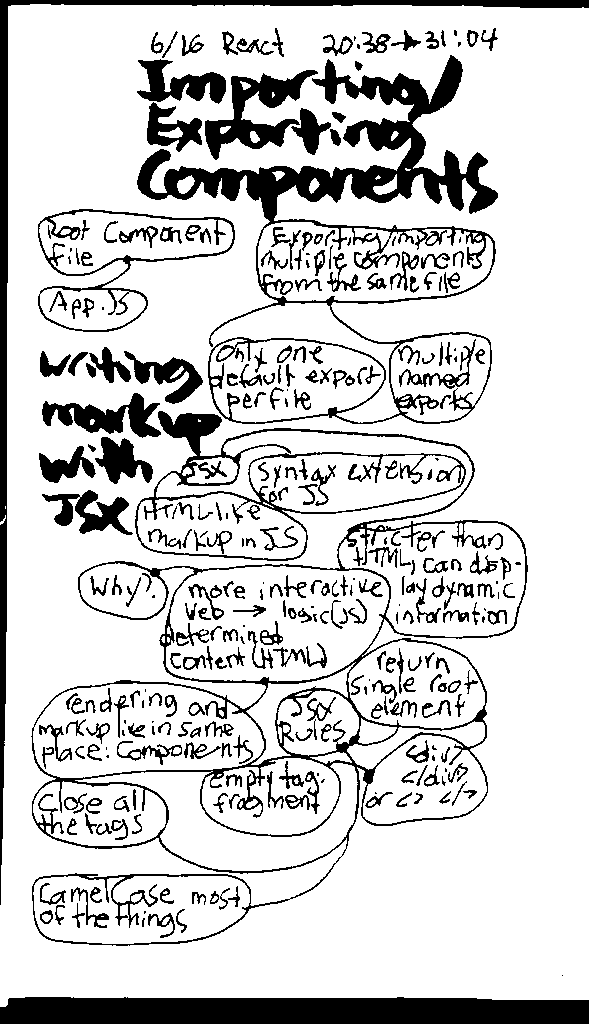 6/16 React 20:38→31:04
Importing/
Exporting
Components
Root Component
file
App.JS
Exporting/importing
multiple components
from the same file
only one
default export
per file
multiple
named
exports
writing
markup
with
JSX
JSX
syntax extension
for JS
HTML-like
markup in JS
stricter than
HTML, can disp-
lay dynamic
information
Why?
more interactive
Web → logic(JS)
determined
content (HTML)
return
single root
element
rendering and
markup live in same
place: Components
JSX
Rules
<div>
</div>
or <> </>
empty tag:
fragment
close all
the tags
CamelCase most
of the things